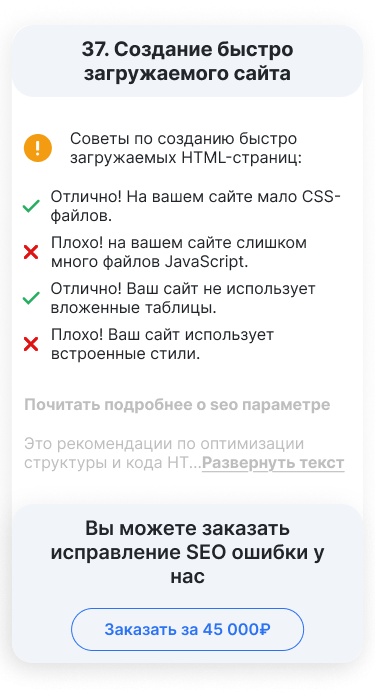 37. Создание быстро
загружаемого сайта
Советы по созданию быстро
загружаемых HTML-страниц:
Отлично! На вашем сайте мало CSS-
файлов.
Плохо! на вашем сайте слишком
много файлов JavaScript.
Отлично! Ваш сайт не использует
вложенные таблицы.
Плохо! Ваш сайт использует
встроенные стили.
Почитать подробнее о seo параметре
Это рекомендации по оптимизации
структуры и кода HT...Развернуть текст
Вы можете заказать
исправление SEO ошибки у
нас
Заказать за 45 000₽